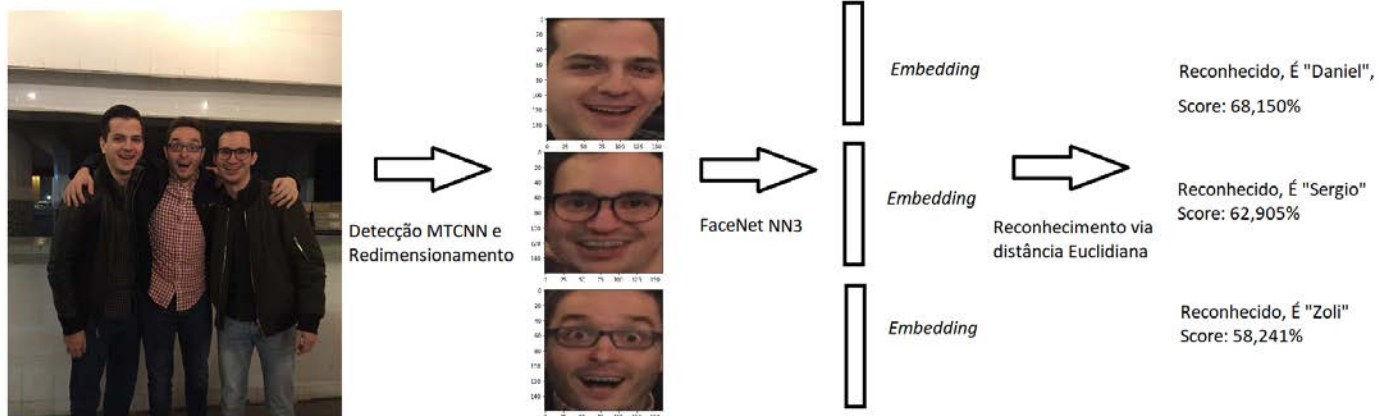 Detecção MTCNN e
Redimensionamento
FaceNet NN3
Embedding
Embedding
Embedding
Reconhecimento via
distância Euclidiana
Reconhecido, É "Daniel",
Score: 68,150%
Reconhecido, É "Sergio"
Score: 62,905%
Reconhecido, É "Zoli"
Score: 58,241%